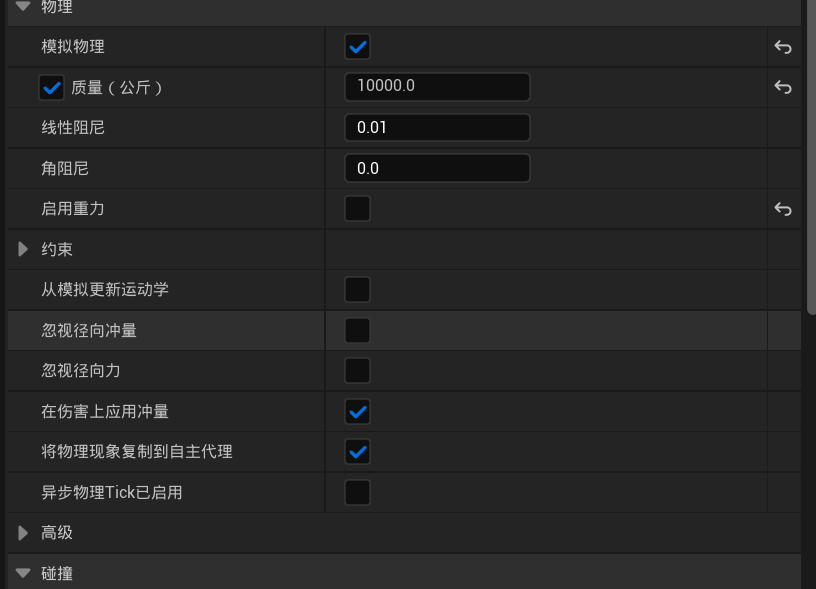 物理
模拟物理
质量（公斤）
10000.0
线性阻尼
0.01
角阻尼
0.0
启用重力
约束
从模拟更新运动学
忽视径向冲量
忽视径向力
在伤害上应用冲量
将物理现象复制到自主代理
异步物理Tick已启用
高级
碰撞